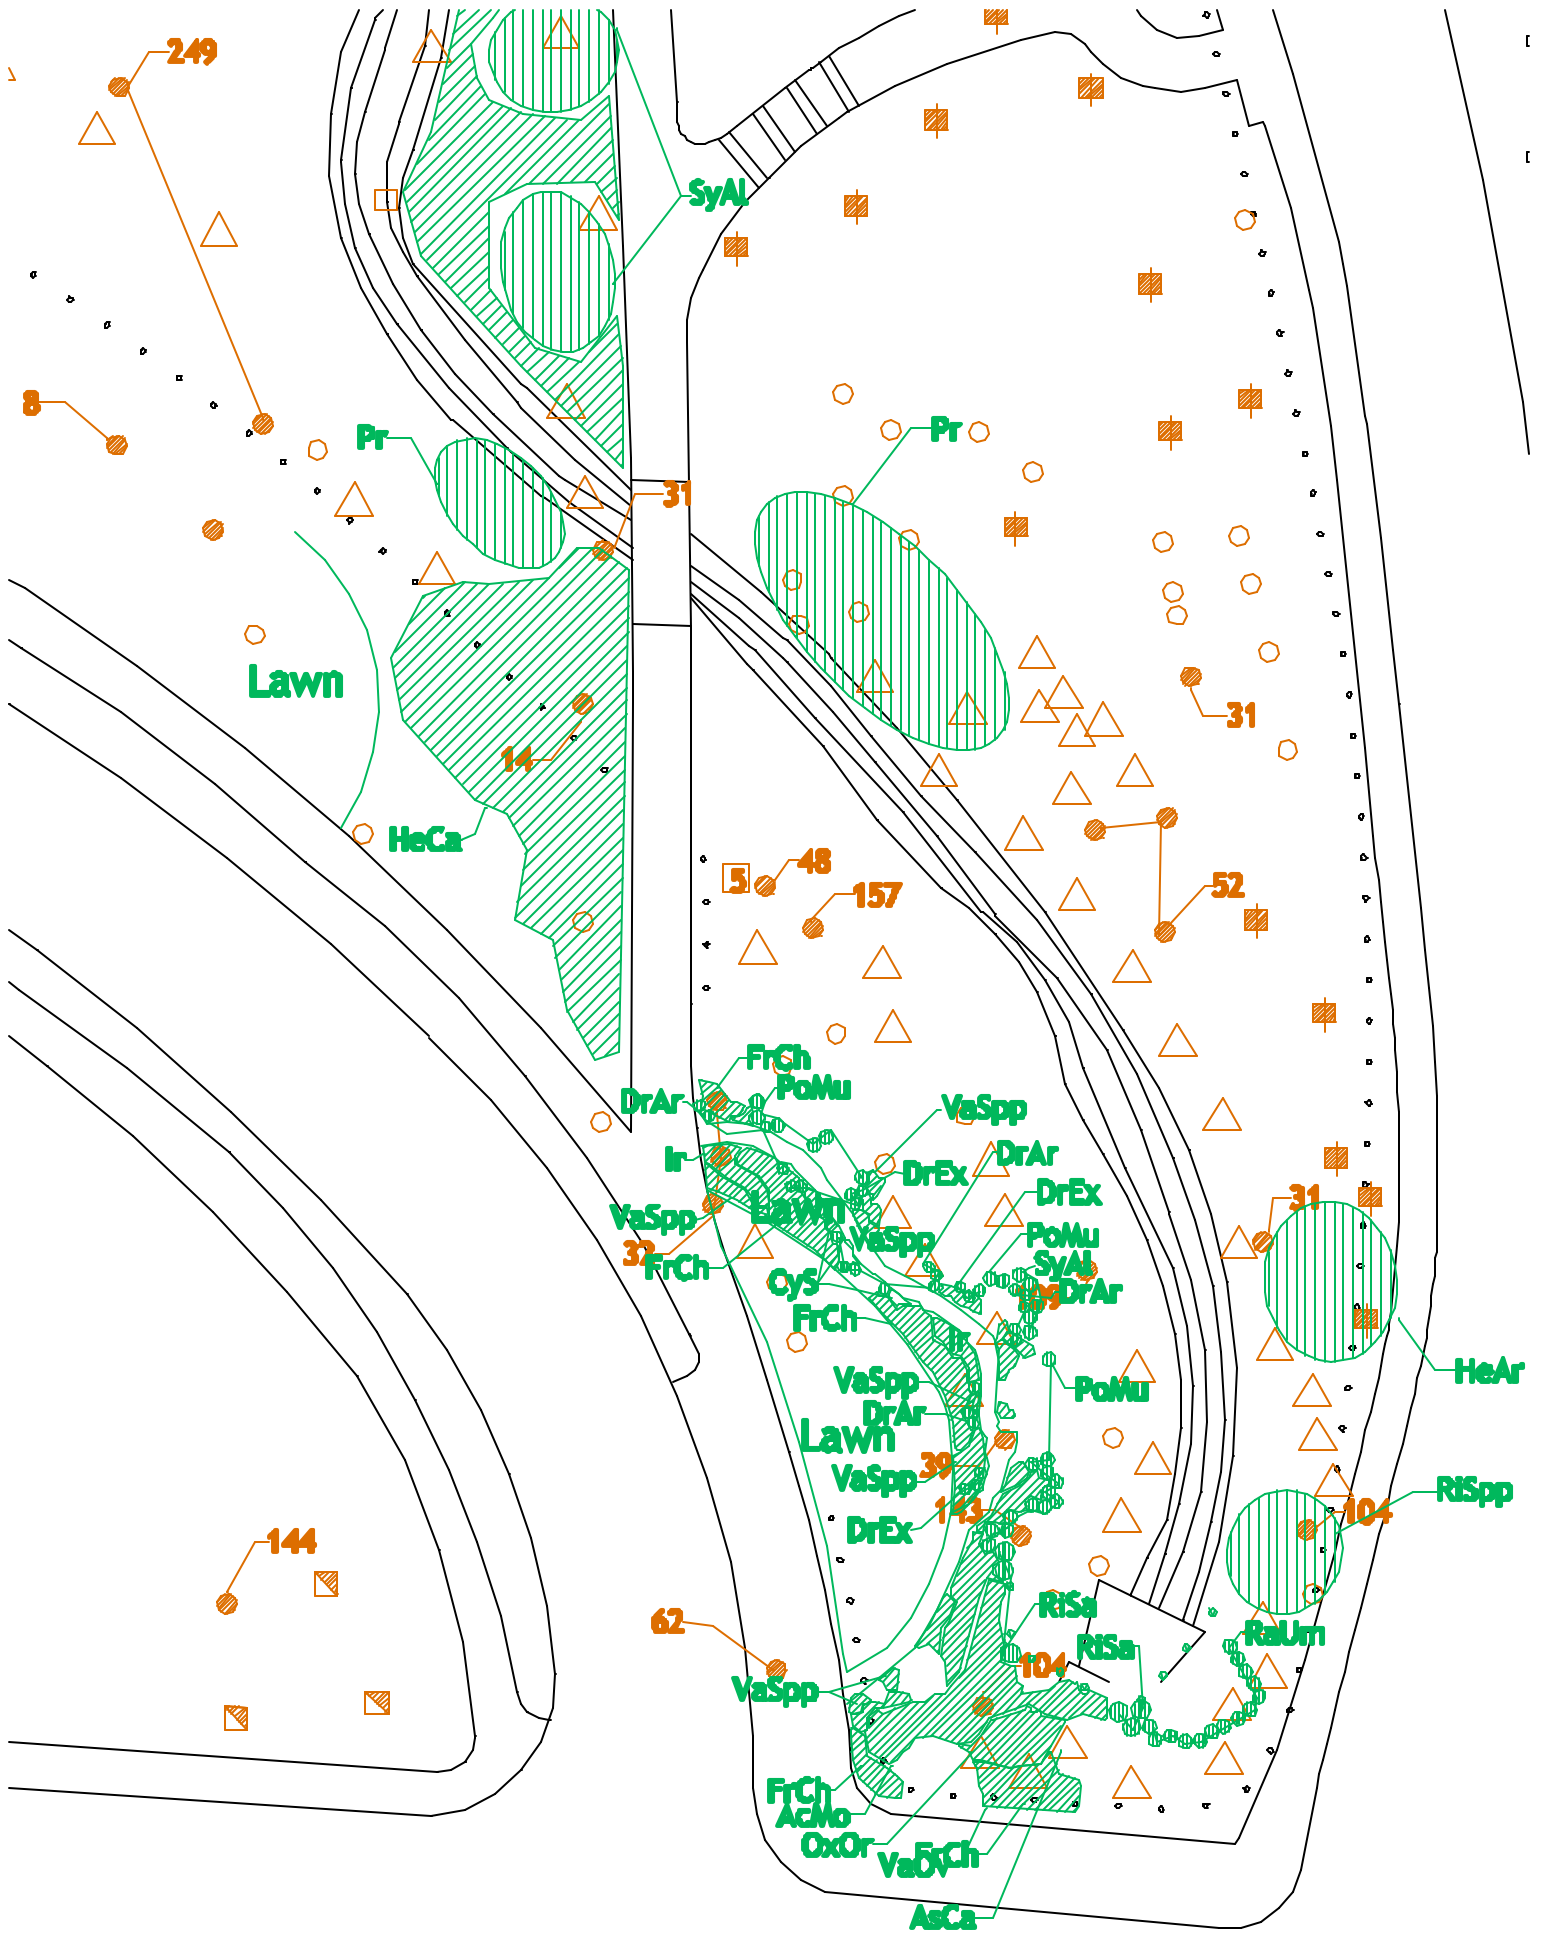 249
SyAl
8
Pr
Pr
31
Lawn
31
14
HeCa
48
5
157
52
FrCh
PoMu
DrAr
VaSpp
DrAr
Ir
DrEx
DrEx
31
Lawn
VaSpp
PoMu
VaSpp
32
FrCh
SyAl
CyS
DrAr
FrCh
Ir
HeAr
VaSpp
PoMu
DrAr
Lawn
39
VaSpp
RiSpp
143
104
DrEx
144
RiSa
62
RaUm
RiSa
104
VaSpp
FrCh
AcMo
OxOr
FrCh
VaOv
AsCa